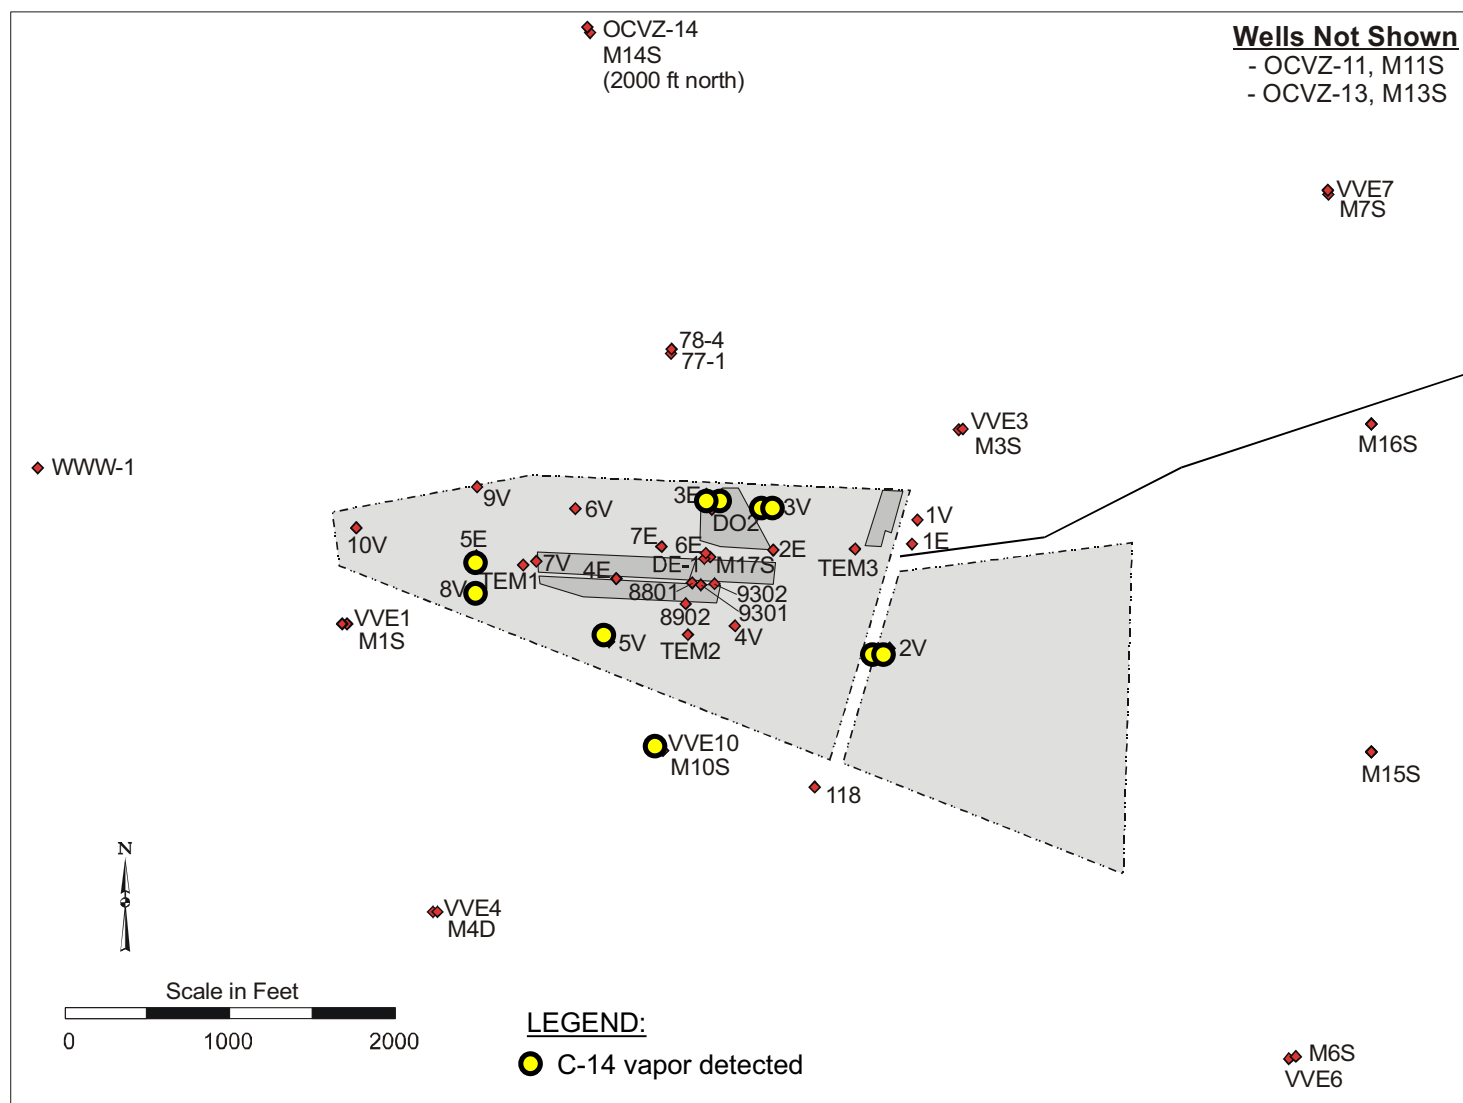 OCVZ-14
M14S
(2000 ft north)
Wells Not Shown
- OCVZ-11, M11S
- OCVZ-13, M13S
VVE7
M7S
78-4
77-1
VVE3
M3S
M16S
WWW-1
9V
6V
3E
DO2
3V
1V
1E
10V
5E
7E
6E
2E
DE-1
M17S
TEM3
TEM1
7V
4E
8V
8801
9302
9301
8902
4V
VVE1
M1S
5V
TEM2
2V
VVE10
M10S
M15S
118
N
VVE4
M4D
Scale in Feet
0 1000 2000
LEGEND:
C-14 vapor detected
M6S
VVE6